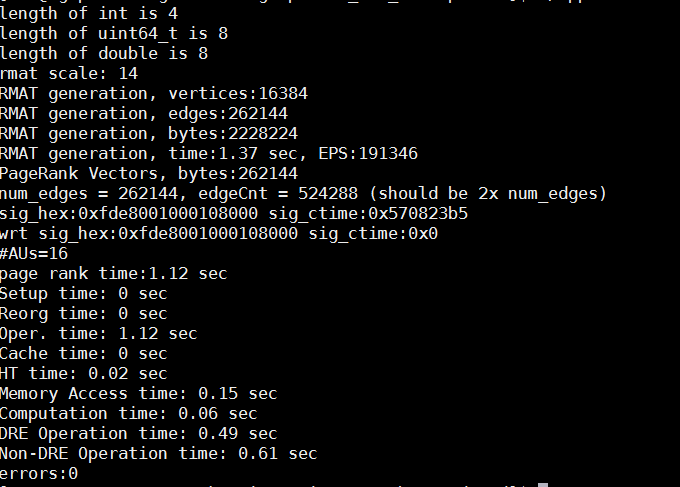 length of int is 4
length of uint64_t is 8
length of double is 8
rmat scale: 14
RMAT generation, vertices:16384
RMAT generation, edges:262144
RMAT generation, bytes:2228224
RMAT generation, time:1.37 sec, EPS:191346
PageRank Vectors, bytes:262144
num_edges = 262144, edgeCnt = 524288 (should be 2x num_edges)
sig_hex:0xfde8001000108000 sig_ctime:0x570823b5
wrt sig_hex:0xfde8001000108000 sig_ctime:0x0
#AUs=16
page rank time:1.12 sec
Setup time: 0 sec
Reorg time: 0 sec
Oper. time: 1.12 sec
Cache time: 0 sec
HT time: 0.02 sec
Memory Access time: 0.15 sec
Computation time: 0.06 sec
DRE Operation time: 0.49 sec
Non-DRE Operation time: 0.61 sec
errors:0